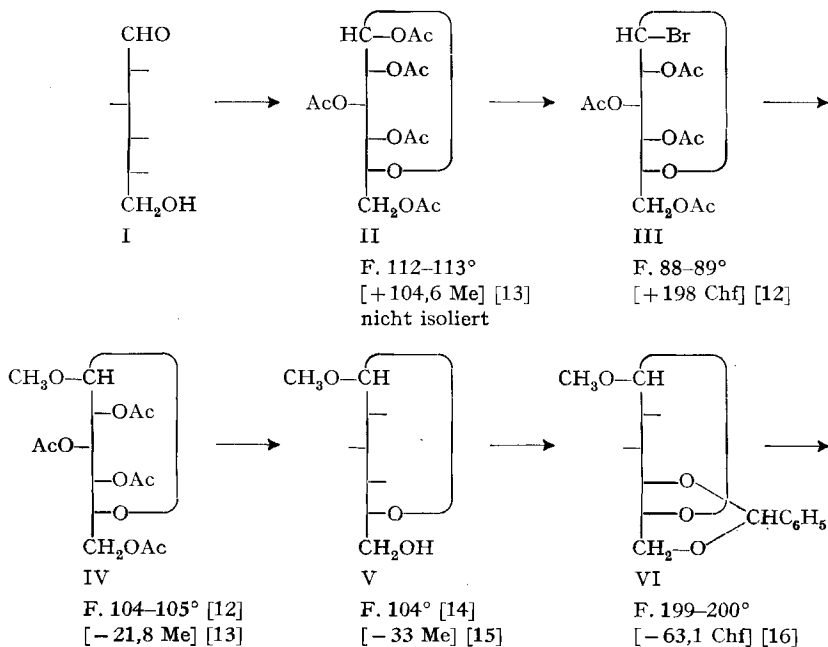 CHO
CH₂OH
I
HC—OAc
—OAc
AcO—
—OAc
—O
CH₂OAc
II
F. 112–113°
[+104,6 Me] [13]
nicht isoliert
HC—Br
—OAc
AcO—
—OAc
—O
CH₂OAc
III
F. 88–89°
[+198 Chf] [12]
CH₃O—CH
—OAc
AcO—
—OAc
—O
CH₂OAc
IV
F. 104–105° [12]
[−21,8 Me] [13]
CH₃O—CH
—O
CH₂OH
V
F. 104° [14]
[−33 Me] [15]
CH₃O—CH
—O
—O
CHC₆H₅
CH₂—O
VI
F. 199–200°
[−63,1 Chf] [16]